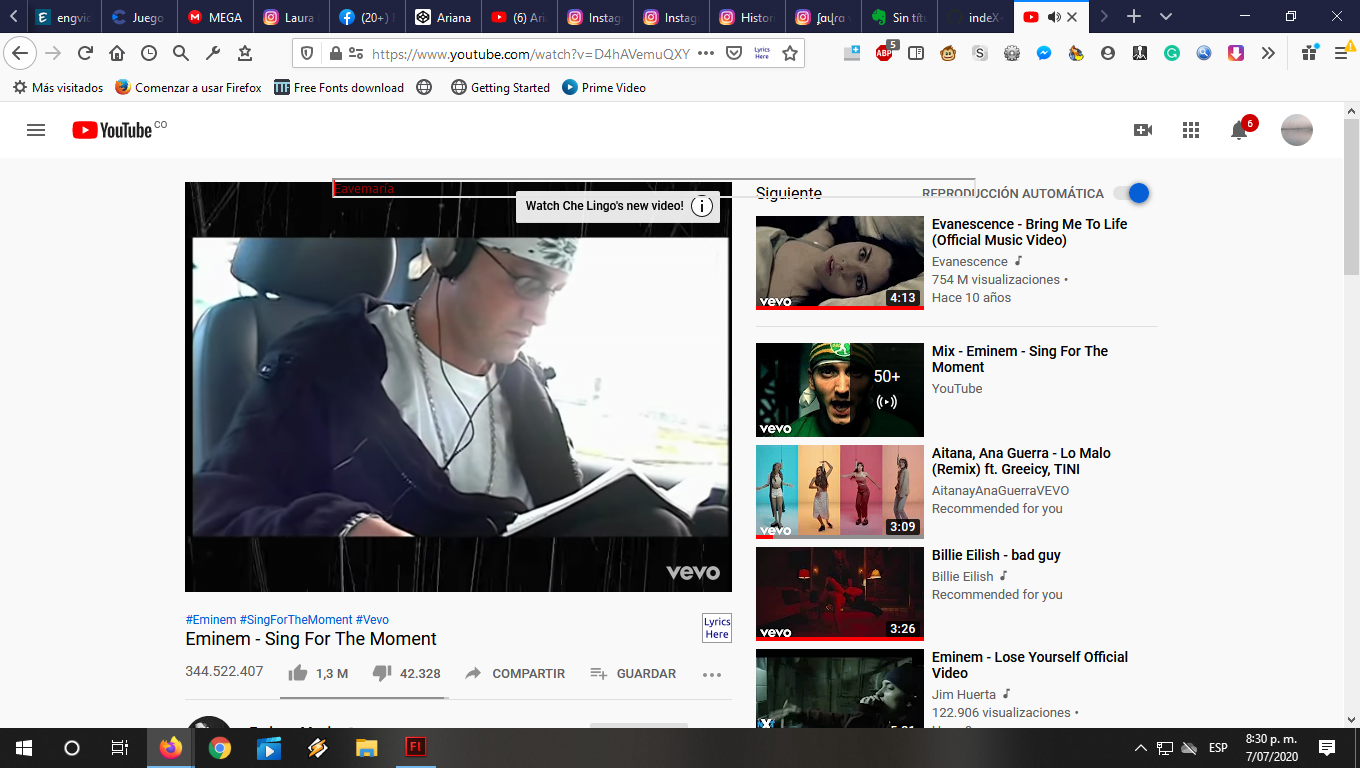 engvid
Juego
MEGA
Laura
(20+)
Ariana
(6) Aria
Instag
Instag
Histor
Sin títu
indeX
https://www.youtube.com/watch?v=D4hAVemuQXY
Lyrics
Here
ABP
5
S
Más visitados
Comenzar a usar Firefox
Free Fonts download
Getting Started
Prime Video
YouTube CO
6
Eavemaría
Watch Che Lingo's new video!
vevo
#Eminem #SingForTheMoment #Vevo
Eminem - Sing For The Moment
Lyrics
Here
344.522.407
1,3 M
42.328
COMPARTIR
GUARDAR
Siguiente
REPRODUCCIÓN AUTOMÁTICA
vevo
4:13
Evanescence - Bring Me To Life
(Official Music Video)
Evanescence
754 M visualizaciones •
Hace 10 años
50+
vevo
Mix - Eminem - Sing For The
Moment
YouTube
vevo
3:09
Aitana, Ana Guerra - Lo Malo
(Remix) ft. Greeicy, TINI
AitanayAnaGuerraVEVO
Recommended for you
vevo
3:26
Billie Eilish - bad guy
Billie Eilish
Recommended for you
Eminem - Lose Yourself Official
Video
Jim Huerta
122.906 visualizaciones •
Fl
ESP
8:30 p. m.
7/07/2020